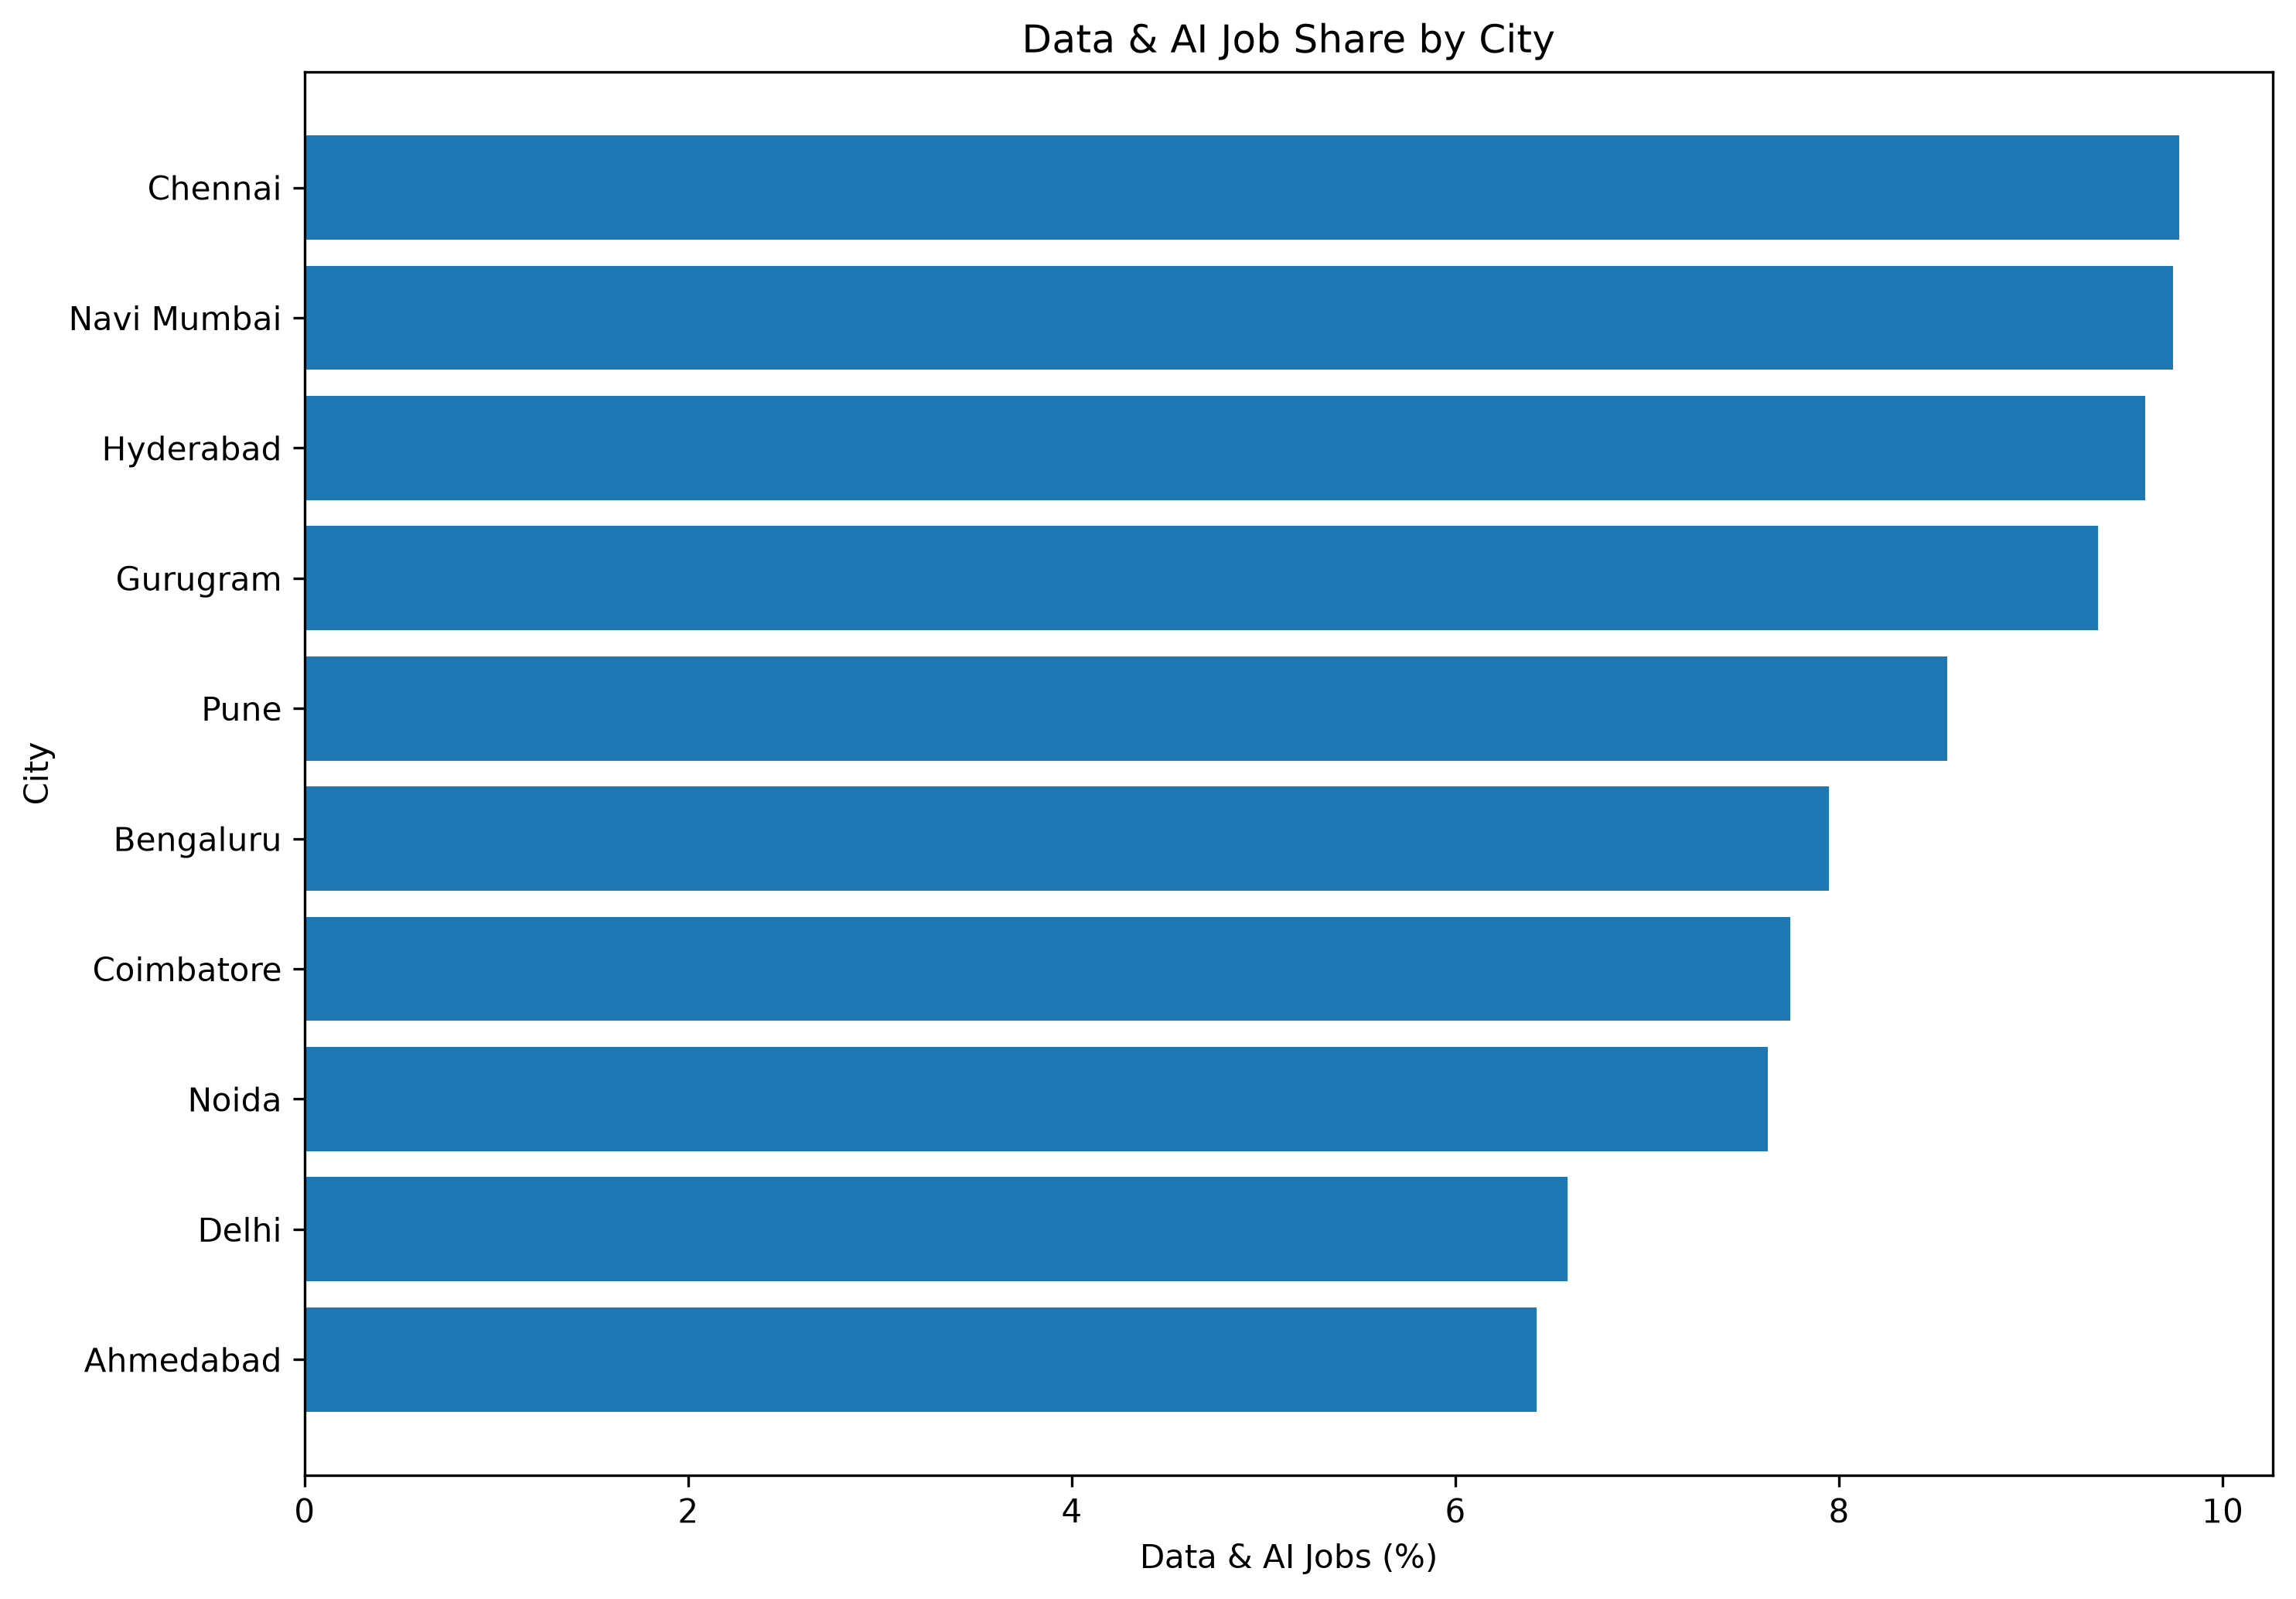 Data & AI Job Share by City
Chennai
Navi Mumbai
Hyderabad
Gurugram
Pune
Bengaluru
Coimbatore
Noida
Delhi
Ahmedabad
City
0 2 4 6 8 10
Data & AI Jobs (%)